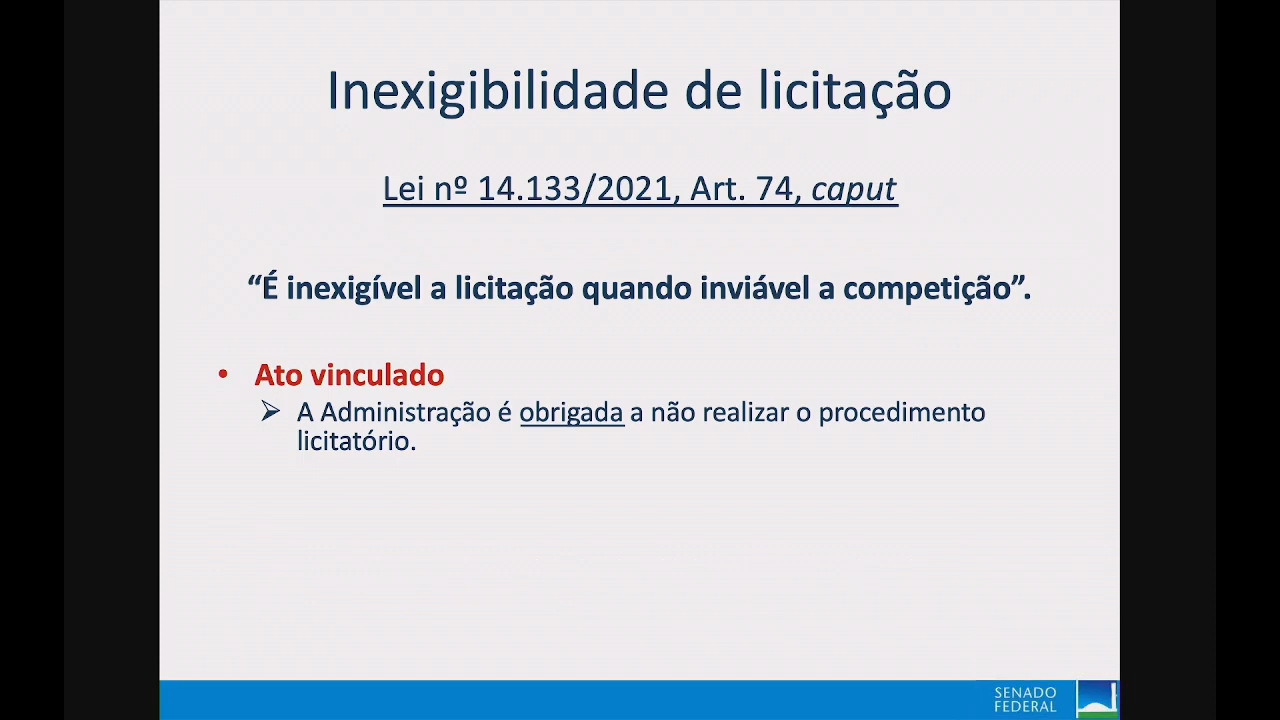 Inexigibilidade de licitação
Lei nº 14.133/2021, Art. 74, caput
“É inexigível a licitação quando inviável a competição”.
• Ato vinculado
➢ A Administração é obrigada a não realizar o procedimento
licitatório.
SENADO
FEDERAL